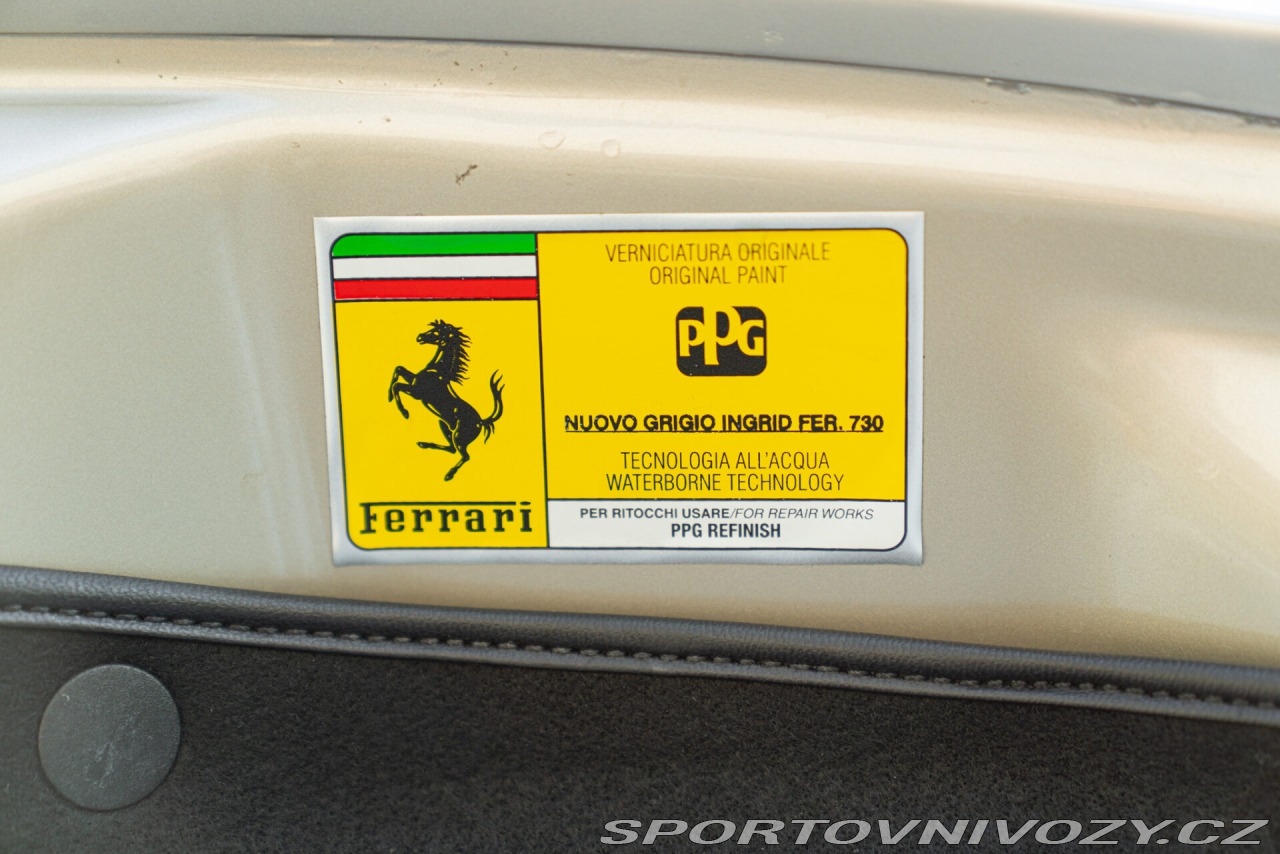 VERNICIATURA ORIGINALE
ORIGINAL PAINT
PPG
NUOVO GRIGIO INGRID FER. 730
TECNOLOGIA ALL'ACQUA
WATERBORNE TECHNOLOGY
Ferrari
PER RITOCCHI USARE/FOR REPAIR WORKS
PPG REFINISH
SPORTOVNIVOZY.CZ